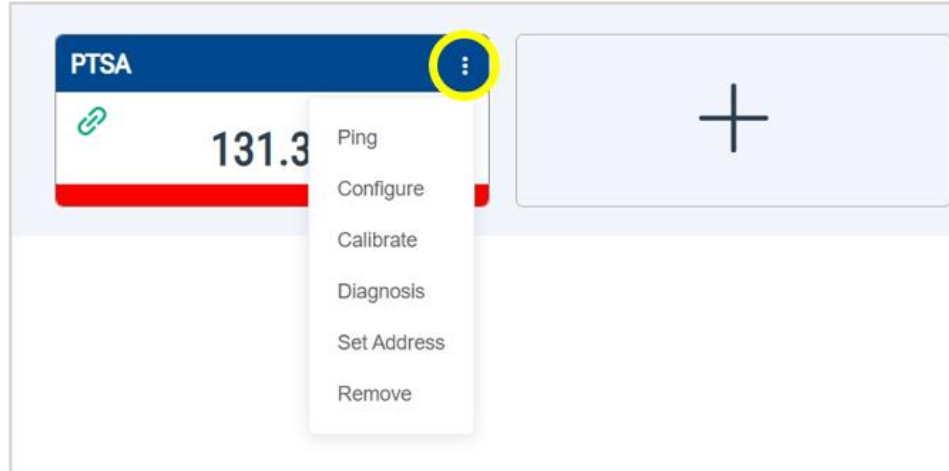 PTSA
131.3
Ping
Configure
Calibrate
Diagnosis
Set Address
Remove